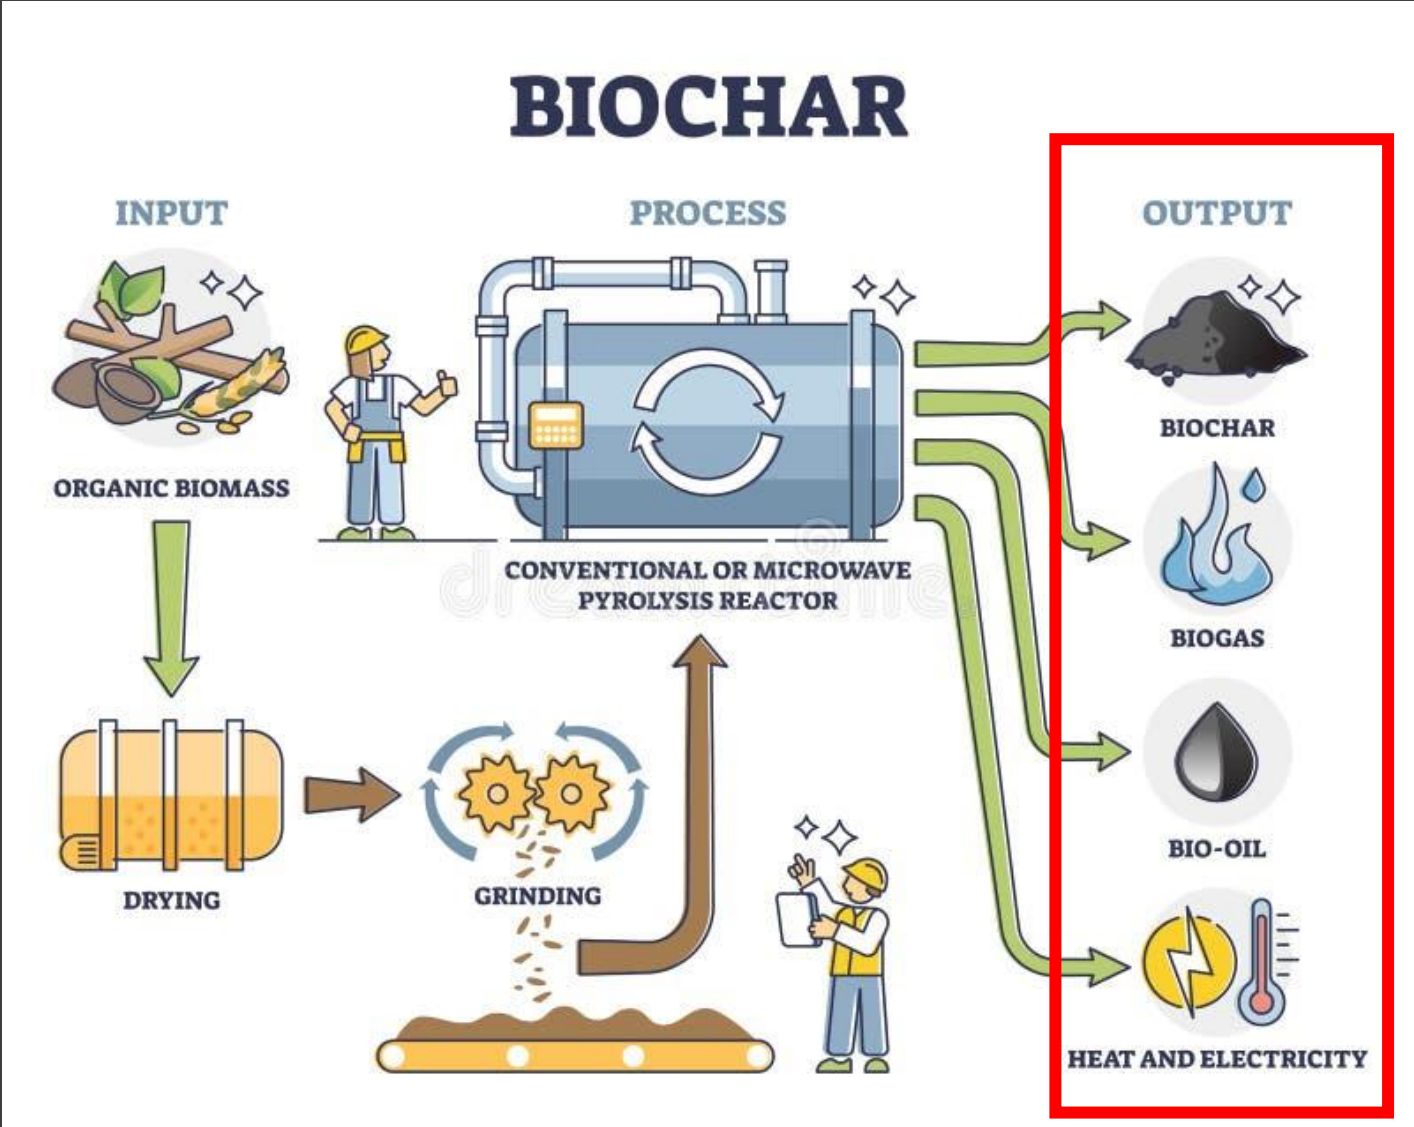 BIOCHAR
INPUT
PROCESS
OUTPUT
ORGANIC BIOMASS
CONVENTIONAL OR MICROWAVE
PYROLYSIS REACTOR
DRYING
GRINDING
BIOCHAR
BIOGAS
BIO-OIL
HEAT AND ELECTRICITY